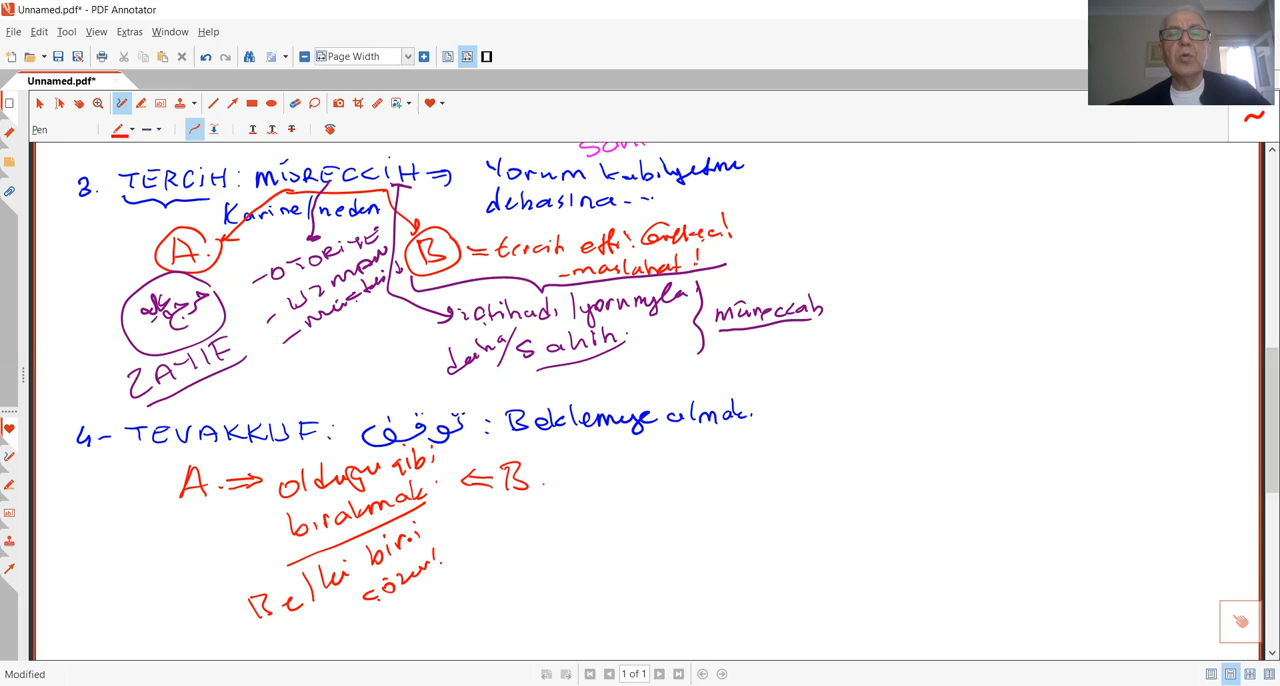 Unnamed.pdf* - PDF Annotator
File Edit Tool View Extras Window Help
Page Width
Unnamed.pdf*
Pen
3. TERCİH: MÜRECCİH ⇒ Yorum kabiliyetine
Karine/neden dehasına...
A. B = tercih etti! Gerekçe!
- maslahat!
- OTORİTE
- UZMAN
ZAYIF
içtihadı/yorumuyla
daha/sahih.
müreccah
4- TEVAKKUF: توقف : Beklemeye almak.
A. ⇒ olduğu gibi ⇐ B.
bırakmak.
Belki biri
çözer!
1 of 1
Modified